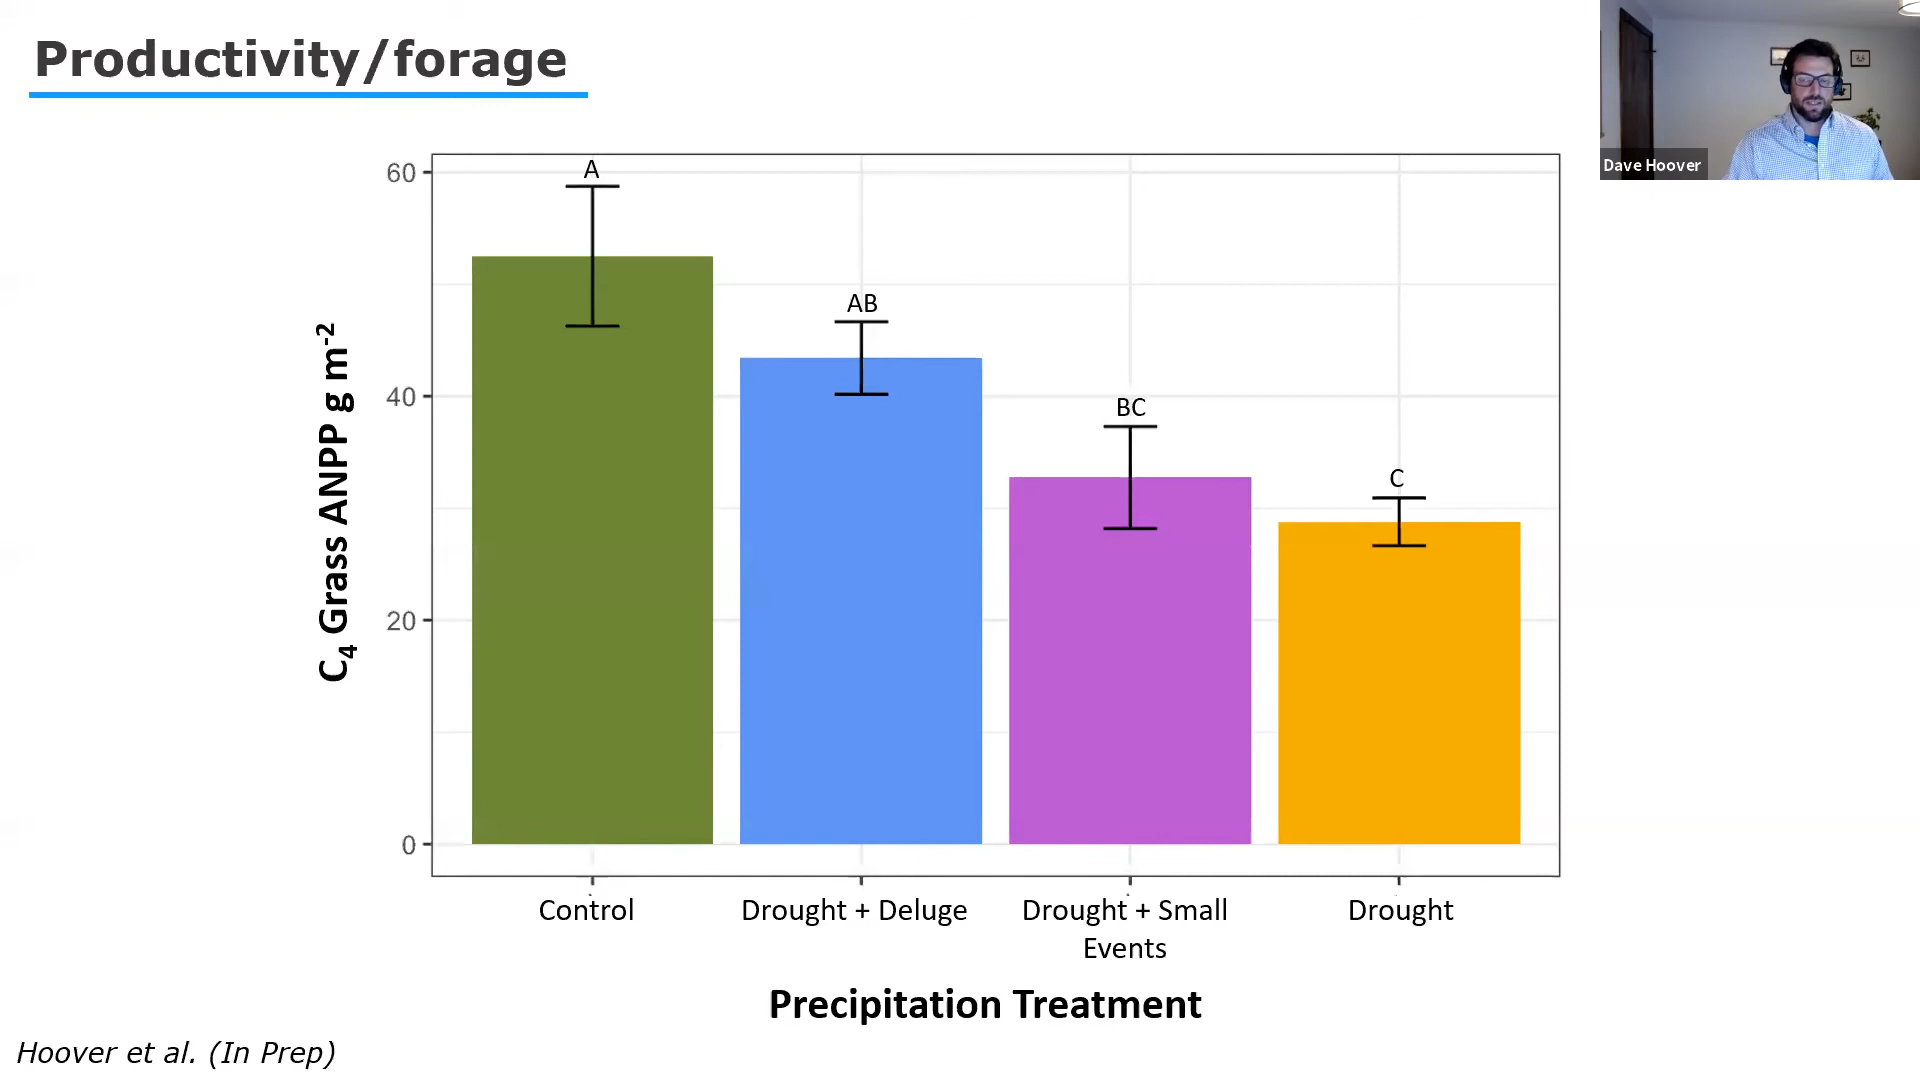 Productivity/forage
Dave Hoover
60
40
20
0
C₄ Grass ANPP g m⁻²
A
AB
BC
C
Control
Drought + Deluge
Drought + Small
Events
Drought
Precipitation Treatment
Hoover et al. (In Prep)